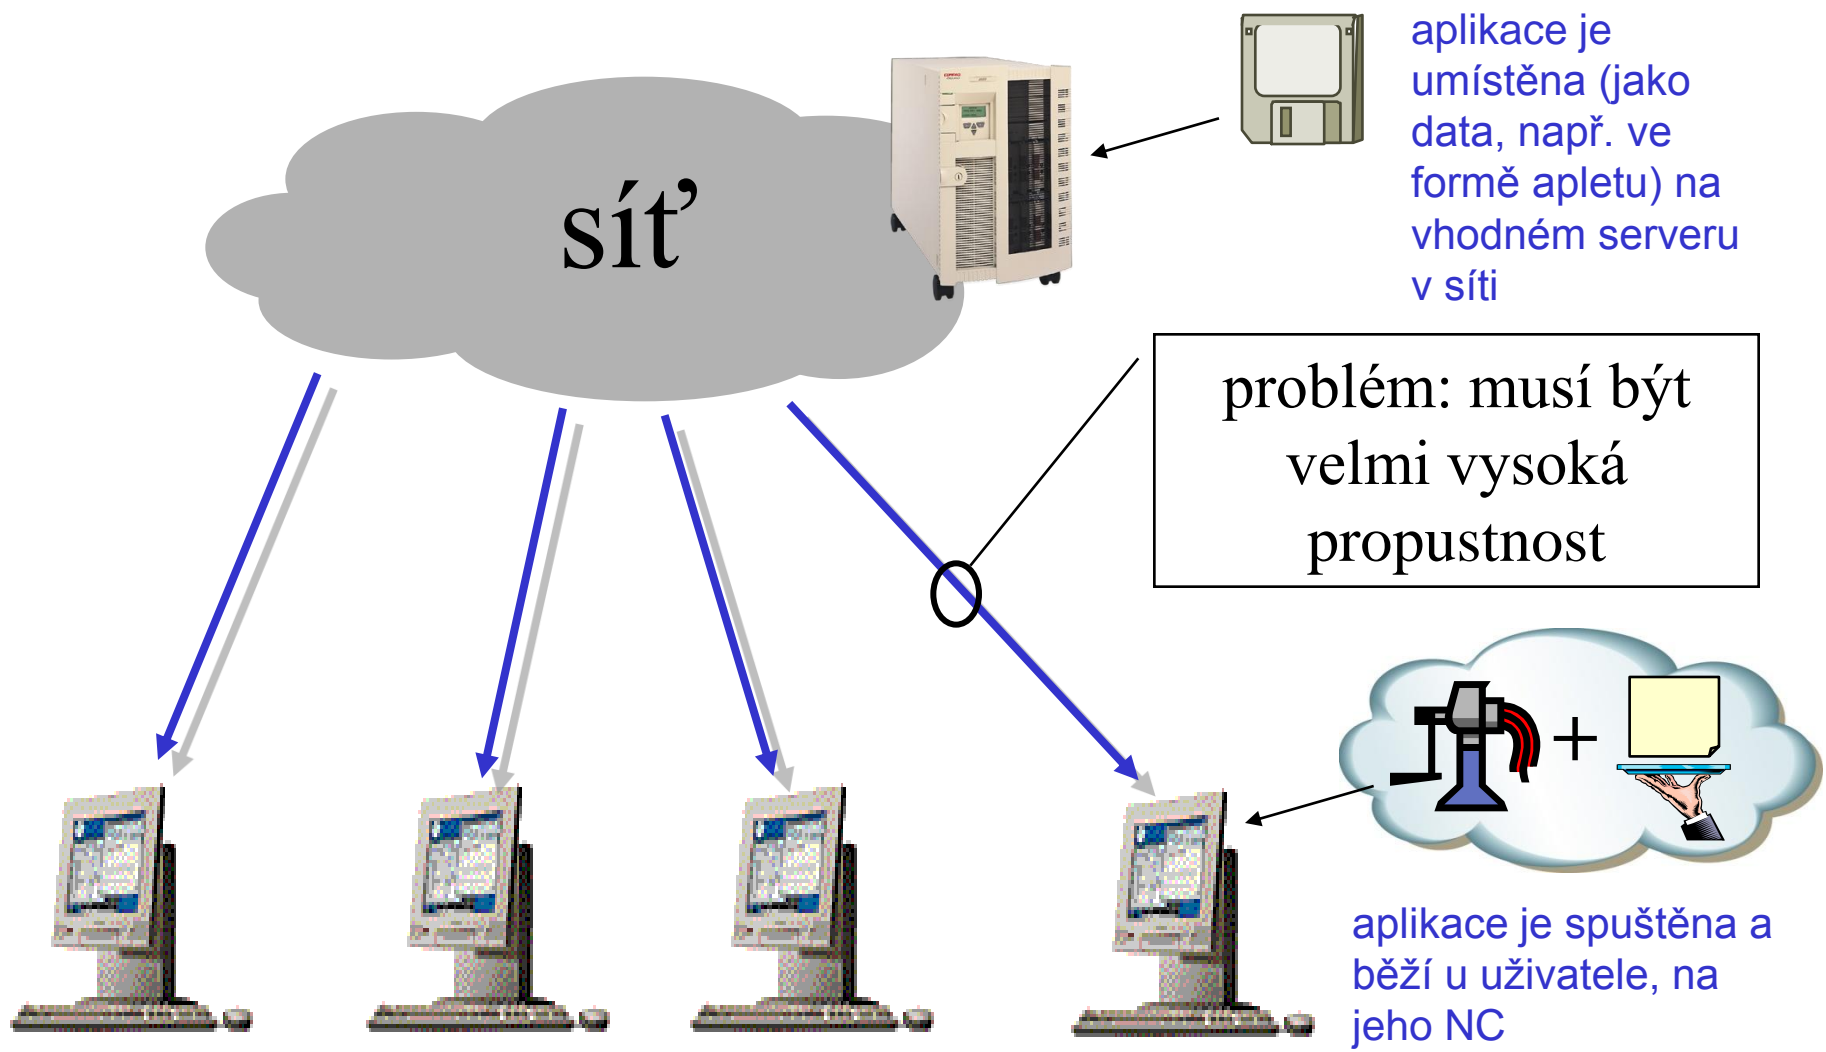 aplikace je
umístěna (jako
data, např. ve
formě apletu) na
vhodném serveru
v síti
síť
problém: musí být
velmi vysoká
propustnost
+
aplikace je spuštěna a
běží u uživatele, na
jeho NC